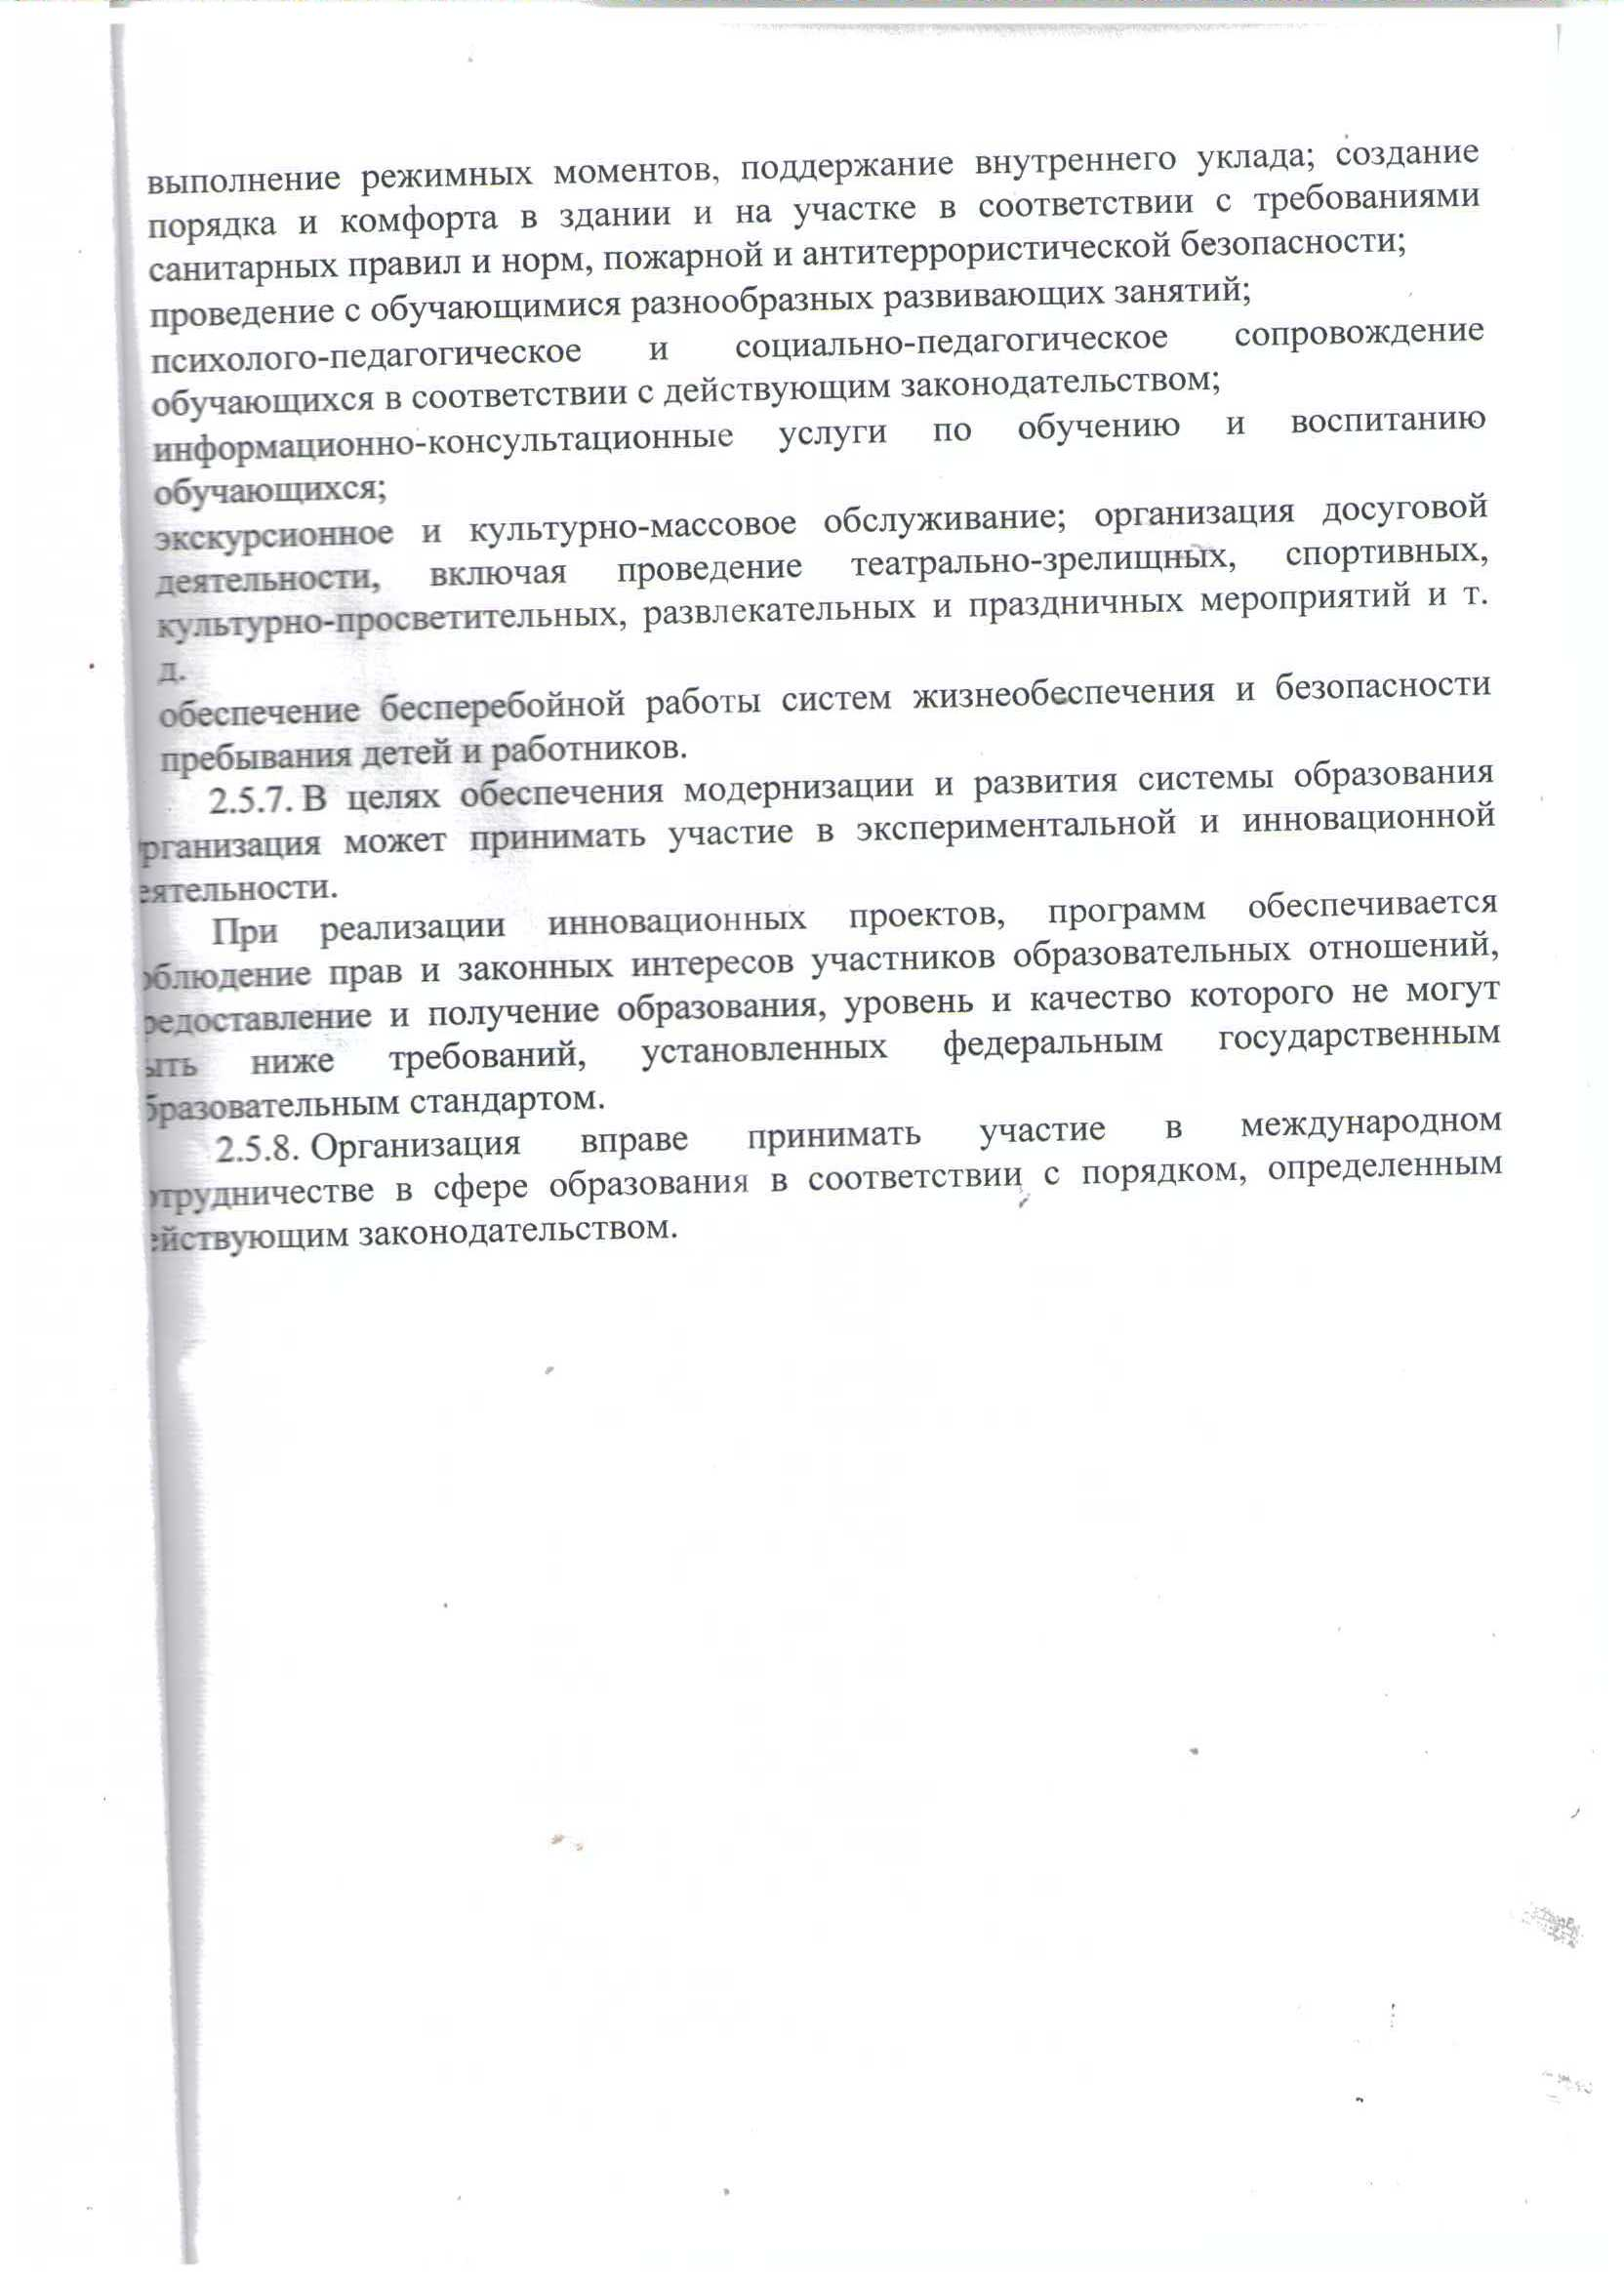 выполнение режимных моментов, поддержание внутреннего уклада; создание
порядка и комфорта в здании и на участке в соответствии с требованиями
санитарных правил и норм, пожарной и антитеррористической безопасности;
проведение с обучающимися разнообразных развивающих занятий;
психолого-педагогическое и социально-педагогическое сопровождение
обучающихся в соответствии с действующим законодательством;
информационно-консультационные услуги по обучению и воспитанию
обучающихся;
экскурсионное и культурно-массовое обслуживание; организация досуговой
деятельности, включая проведение театрально-зрелищных, спортивных,
культурно-просветительных, развлекательных и праздничных мероприятий и т.
д.
обеспечение бесперебойной работы систем жизнеобеспечения и безопасности
пребывания детей и работников.
2.5.7. В целях обеспечения модернизации и развития системы образования
рганизация может принимать участие в экспериментальной и инновационной
еятельности.
При реализации инновационных проектов, программ обеспечивается
облюдение прав и законных интересов участников образовательных отношений,
редоставление и получение образования, уровень и качество которого не могут
ыть ниже требований, установленных федеральным государственным
бразовательным стандартом.
2.5.8. Организация вправе принимать участие в международном
отрудничестве в сфере образования в соответствии с порядком, определенным
ействующим законодательством.